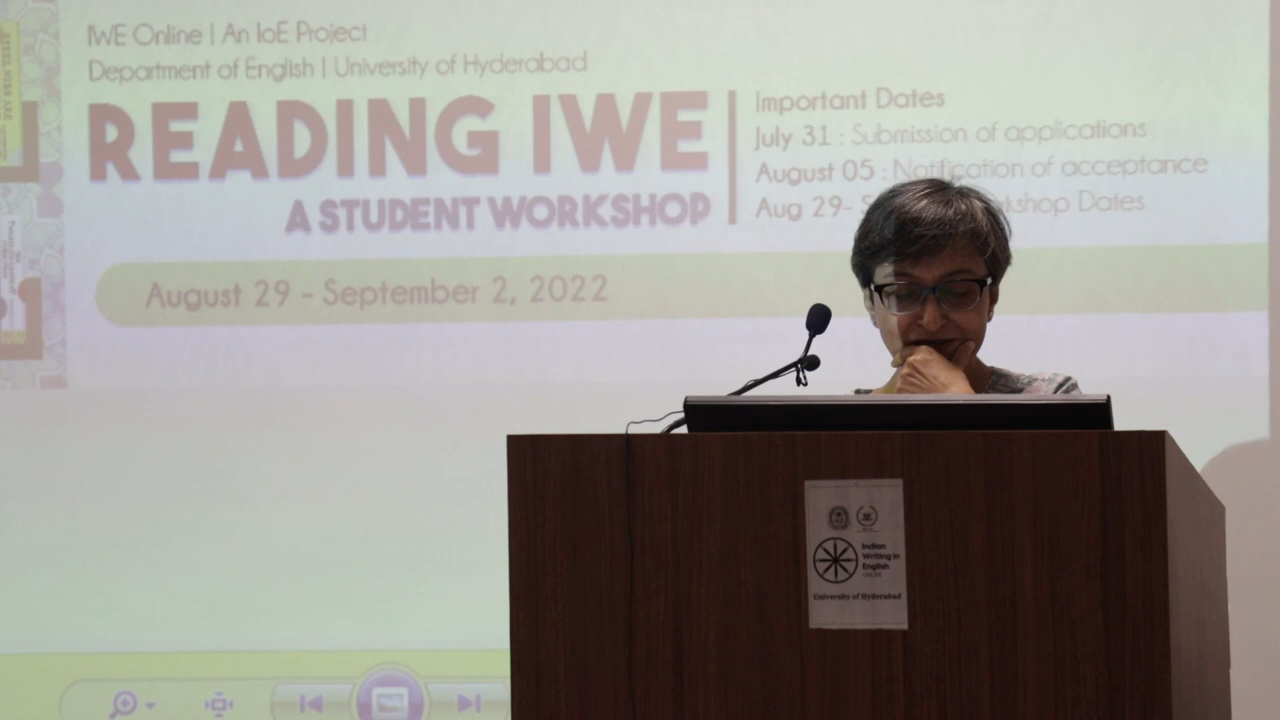 IWE Online | An IoE Project
Department of English | University of Hyderabad
READING IWE
A STUDENT WORKSHOP
Important Dates
July 31 : Submission of applications
August 05 : Notification of acceptance
Aug 29- Dates
August 29 - September 2, 2022
Indian
Writing in
English
ONLINE
University of Hyderabad